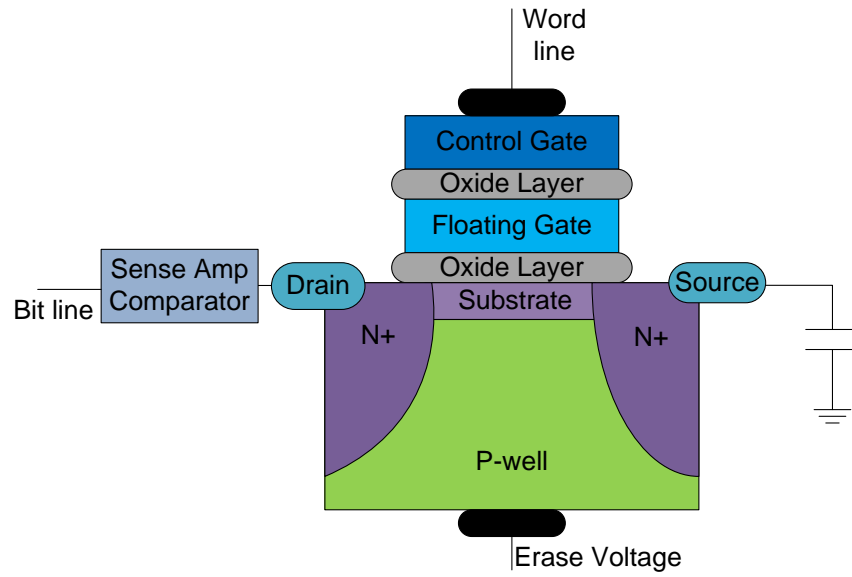 Word
line
Control Gate
Oxide Layer
Floating Gate
Oxide Layer
Sense Amp
Comparator
Bit line
Drain
Source
Substrate
N+
N+
P-well
Erase Voltage